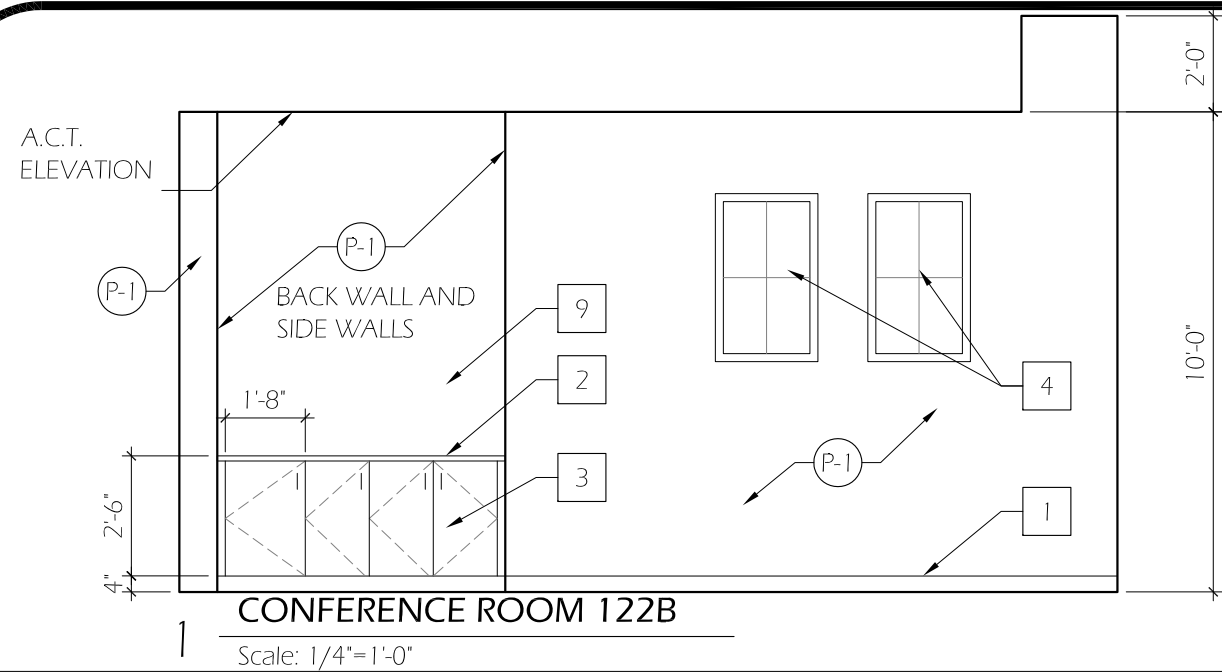 2'-0"
A.C.T.
ELEVATION
P-1
P-1
BACK WALL AND
SIDE WALLS
9
2
3
1'-8"
2'-6"
4"
4
P-1
1
10'-0"
1
CONFERENCE ROOM 122B
Scale: 1/4"=1'-0"